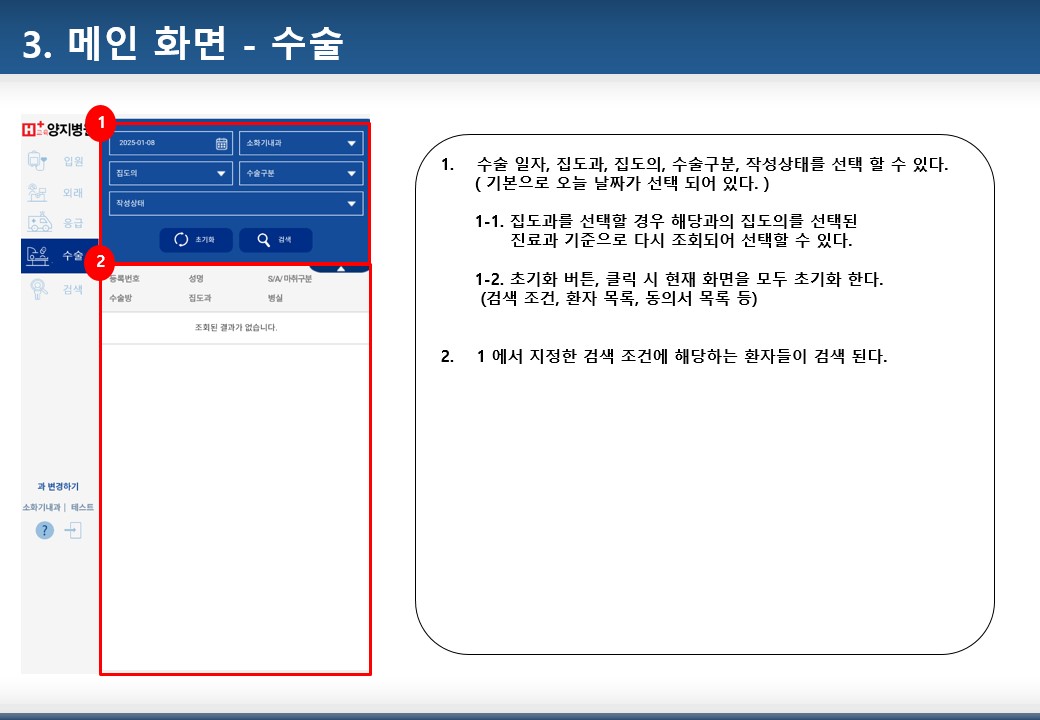 3. 메인 화면 - 수술
양지병
1
입원
외래
응급
수술
검색
과 변경하기
소화기내과 | 테스트
?
2025-01-08
소화기내과
집도의
수술구분
작성상태
초기화
검색
2
등록번호 성명 S/A/마취구분
수술방 집도과 병실
조회된 결과가 없습니다.
1. 수술 일자, 집도과, 집도의, 수술구분, 작성상태를 선택 할 수 있다.
( 기본으로 오늘 날짜가 선택 되어 있다. )
1-1. 집도과를 선택할 경우 해당과의 집도의를 선택된
진료과 기준으로 다시 조회되어 선택할 수 있다.
1-2. 초기화 버튼, 클릭 시 현재 화면을 모두 초기화 한다.
(검색 조건, 환자 목록, 동의서 목록 등)
2. 1 에서 지정한 검색 조건에 해당하는 환자들이 검색 된다.